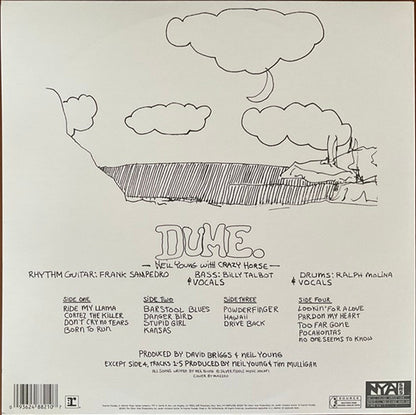 DUME.
NEIL YOUNG WITH CRAZY HORSE
RHYTHM GUITAR: FRANK SAMPEDRO
BASS: BILLY TALBOT
& VOCALS
DRUMS: RALPH MOLINA
& VOCALS
SIDE ONE
RIDE MY LLAMA
CORTEZ THE KILLER
DON'T CRY NO TEARS
BORN TO RUN
SIDE TWO
BARSTOOL BLUES
DANGER BIRD
STUPID GIRL
KANSAS
SIDE THREE
POWDERFINGER
HAWAII
DRIVE BACK
SIDE FOUR
LOOKIN' FOR A LOVE
PARDON MY HEART
TOO FAR GONE
POCAHONTAS
NO ONE SEEMS TO KNOW
PRODUCED BY DAVID BRIGGS & NEIL YOUNG
EXCEPT SIDE 4, TRACKS 2-5 PRODUCED BY NEIL YOUNG & TIM MULLIGAN
NYA